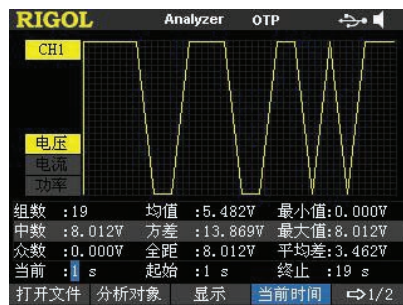 RIGOL Analyzer OTP
CH1
电压
电流
功率
组数 :19 均值 :5.482V 最小值:0.000V
中数 :8.012V 方差 :13.869V 最大值:8.012V
众数 :0.000V 全距 :8.012V 平均差:3.462V
当前 :1 s 起始 :1 s 终止 :19 s
打开文件 分析对象 显示 当前时间 ⇨1/2